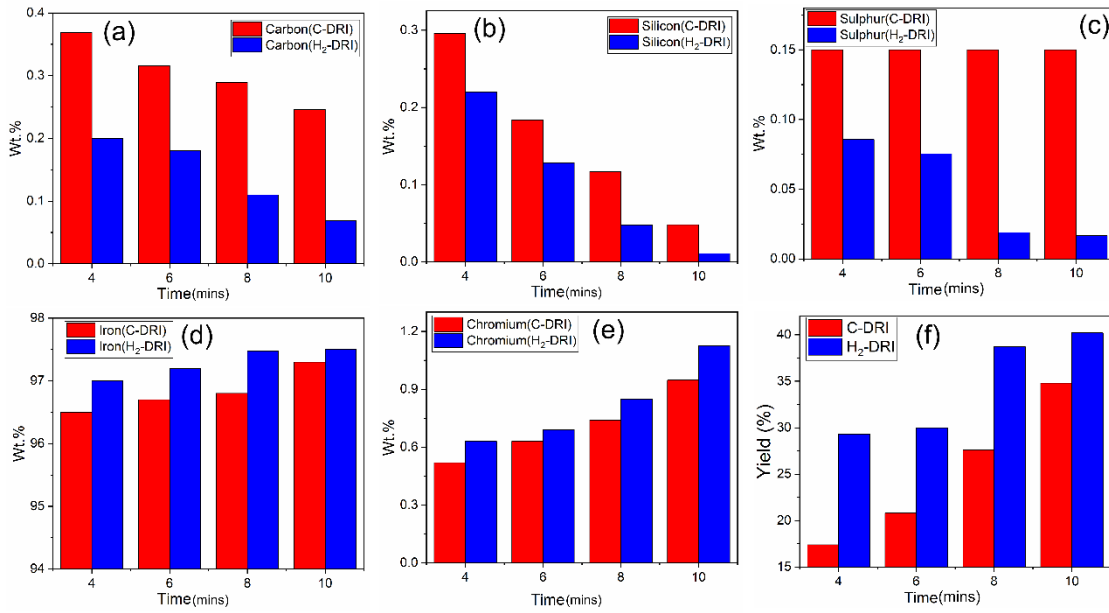 (a)
Carbon(C-DRI)
Carbon(H2-DRI)
Wt.%
0.4
0.3
0.2
0.1
0.0
4 6 8 10
Time(mins)
(b)
Silicon(C-DRI)
Silicon(H2-DRI)
Wt.%
0.3
0.2
0.1
0.0
4 6 8 10
Time(mins)
(c)
Sulphur(C-DRI)
Sulphur(H2-DRI)
Wt.%
0.15
0.10
0.05
0.00
4 6 8 10
Time(mins)
(d)
Iron(C-DRI)
Iron(H2-DRI)
Wt.%
98
97
96
95
94
4 6 8 10
Time(mins)
(e)
Chromium(C-DRI)
Chromium(H2-DRI)
Wt.%
1.2
0.9
0.6
0.3
0.0
4 6 8 10
Time(mins)
(f)
C-DRI
H2-DRI
Yield (%)
40
35
30
25
20
15
4 6 8 10
Time(mins)